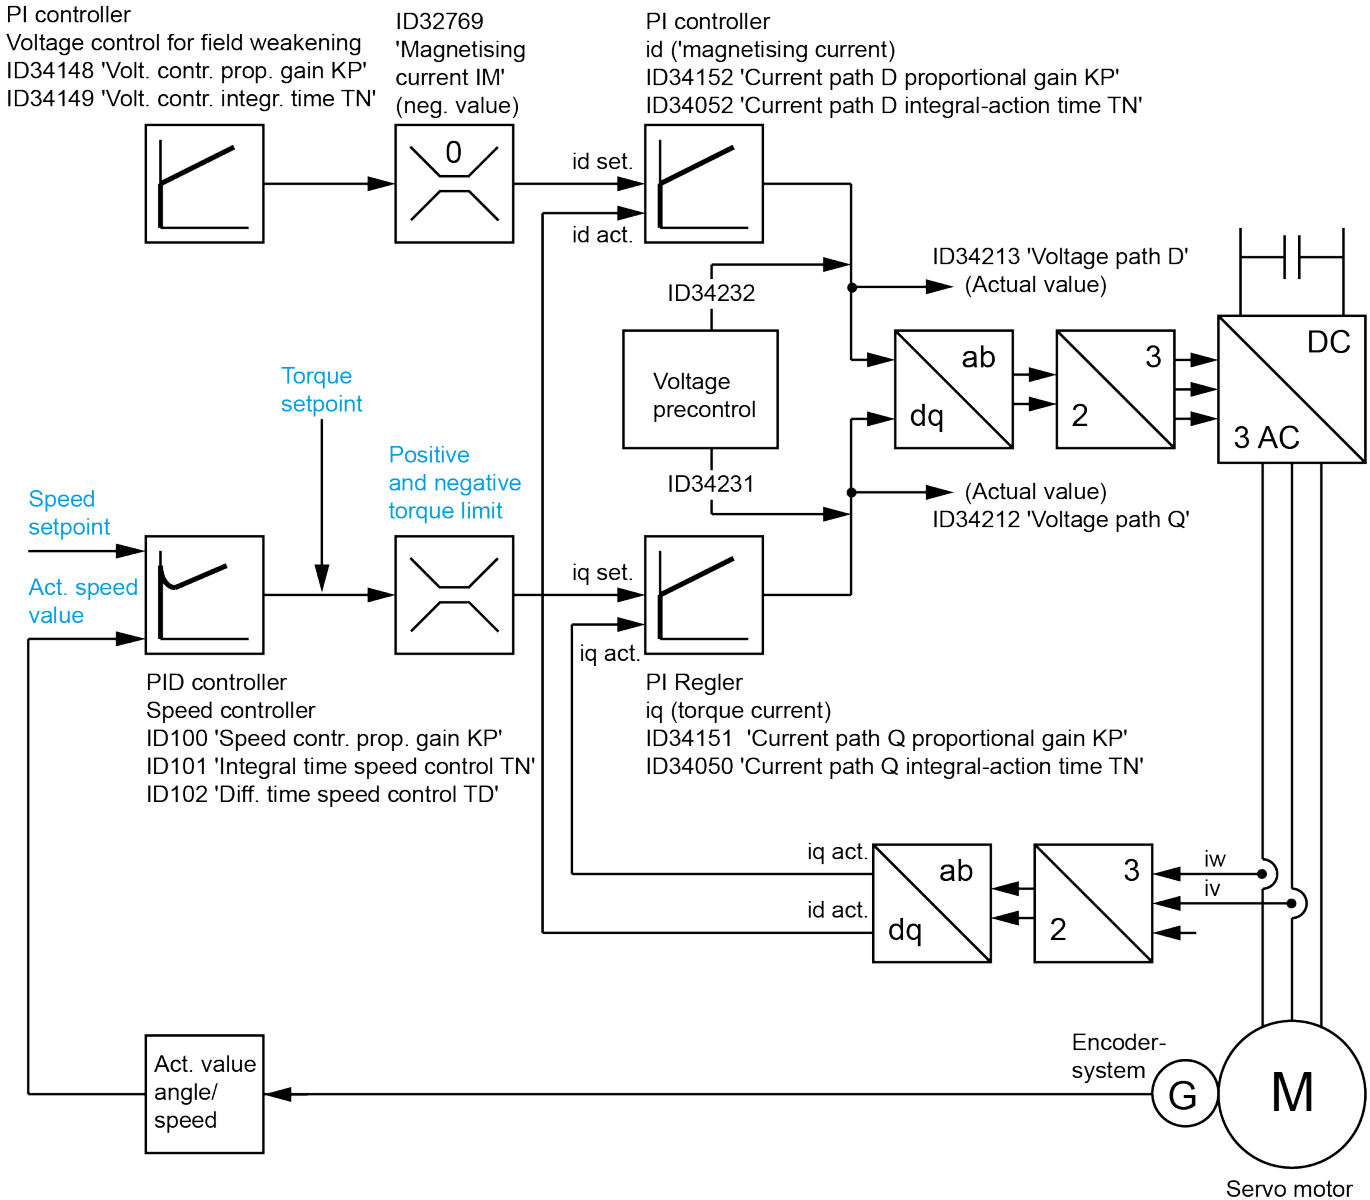 PI controller
Voltage control for field weakening
ID34148 'Volt. contr. prop. gain KP'
ID34149 'Volt. contr. integr. time TN'
ID32769
'Magnetising
current IM'
(neg. value)
0
PI controller
id ('magnetising current)
ID34152 'Current path D proportional gain KP'
ID34052 'Current path D integral-action time TN'
id set.
id act.
ID34232
Voltage
precontrol
ID34231
ID34213 'Voltage path D'
(Actual value)
ab
dq
3
2
DC
3 AC
(Actual value)
ID34212 'Voltage path Q'
Torque
setpoint
Positive
and negative
torque limit
Speed
setpoint
Act. speed
value
iq set.
iq act.
PID controller
Speed controller
ID100 'Speed contr. prop. gain KP'
ID101 'Integral time speed control TN'
ID102 'Diff. time speed control TD'
PI Regler
iq (torque current)
ID34151 'Current path Q proportional gain KP'
ID34050 'Current path Q integral-action time TN'
iq act.
id act.
ab
dq
3
2
iw
iv
Act. value
angle/
speed
Encoder-
system
G
M
Servo motor